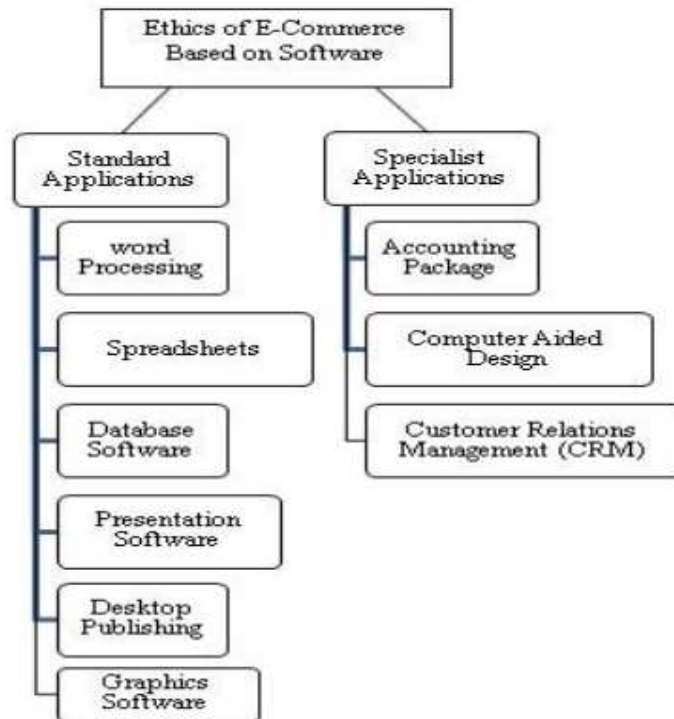 Ethics of E-Commerce
Based on Software
Standard
Applications
word
Processing
Spreadsheets
Database
Software
Presentation
Software
Desktop
Publishing
Graphics
Software
Specialist
Applications
Accounting
Package
Computer Aided
Design
Customer Relations
Management (CRM)